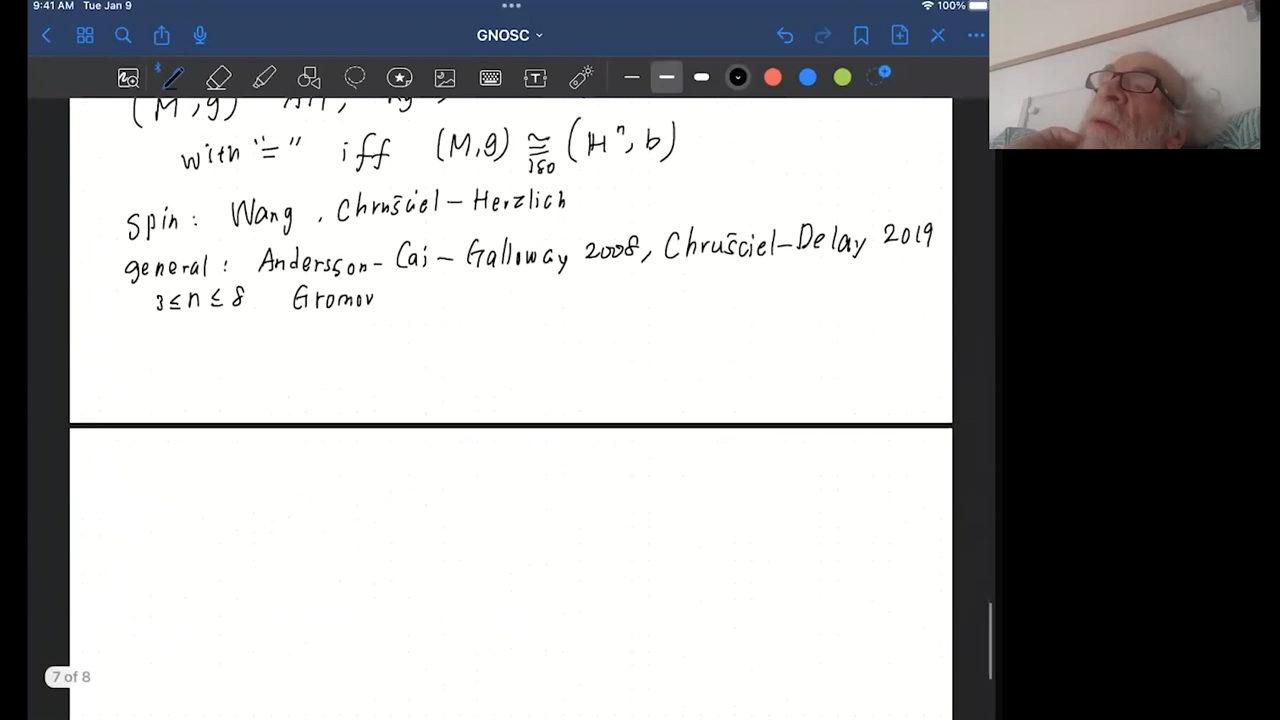 9:41 AM Tue Jan 9
100%
GNOSC
(M, g)
with "=" iff (M,g) ≅ (Hⁿ, b)
iso
spin: Wang, Chruściel – Herzlich
general: Andersson – Cai – Galloway 2008, Chruściel – Delay 2019
3 ≤ n ≤ 8 Gromov
7 of 8